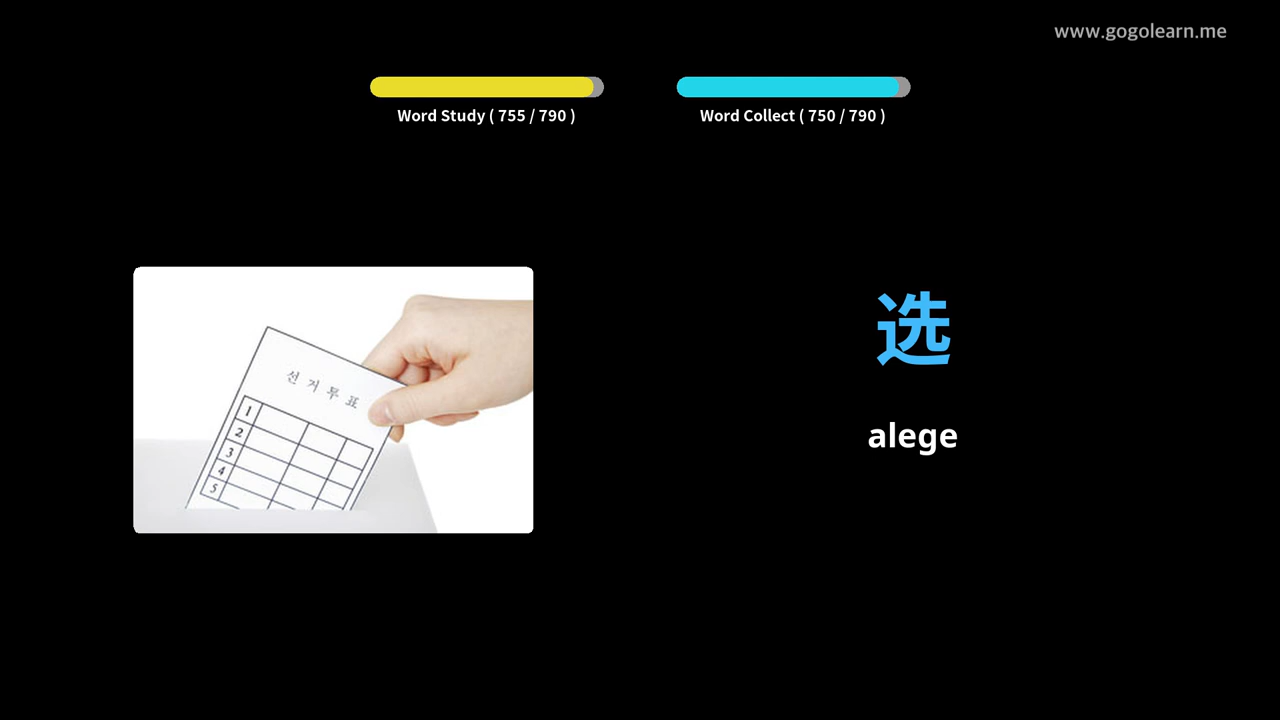 www.gogolearn.me
Word Study ( 755 / 790 )
Word Collect ( 750 / 790 )
선거투표
1
2
3
4
5
选
alege